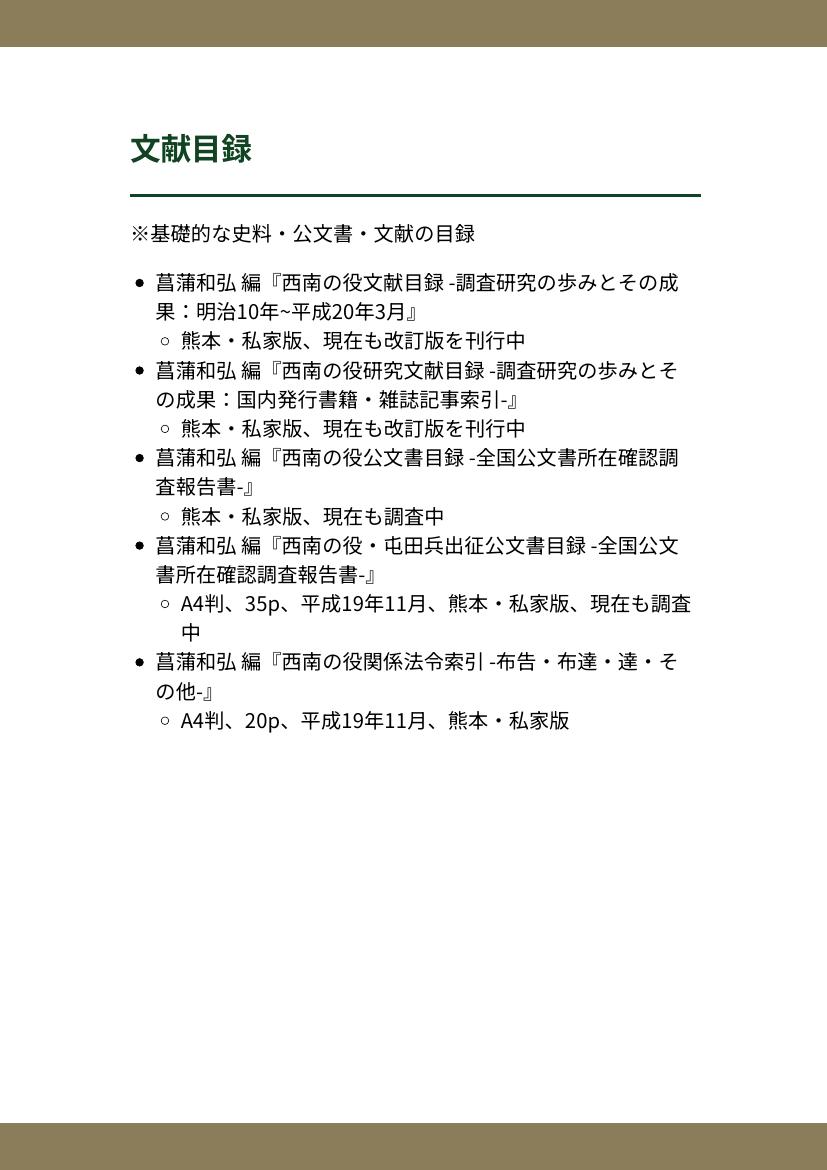 文献目録
※基礎的な史料・公文書・文献の目録
• 菖蒲和弘 編『西南の役文献目録 -調査研究の歩みとその成
果：明治10年~平成20年3月』
◦ 熊本・私家版、現在も改訂版を刊行中
• 菖蒲和弘 編『西南の役研究文献目録 -調査研究の歩みとそ
の成果：国内発行書籍・雑誌記事索引-』
◦ 熊本・私家版、現在も改訂版を刊行中
• 菖蒲和弘 編『西南の役公文書目録 -全国公文書所在確認調
査報告書-』
◦ 熊本・私家版、現在も調査中
• 菖蒲和弘 編『西南の役・屯田兵出征公文書目録 -全国公文
書所在確認調査報告書-』
◦ A4判、35p、平成19年11月、熊本・私家版、現在も調査
中
• 菖蒲和弘 編『西南の役関係法令索引 -布告・布達・達・そ
の他-』
◦ A4判、20p、平成19年11月、熊本・私家版